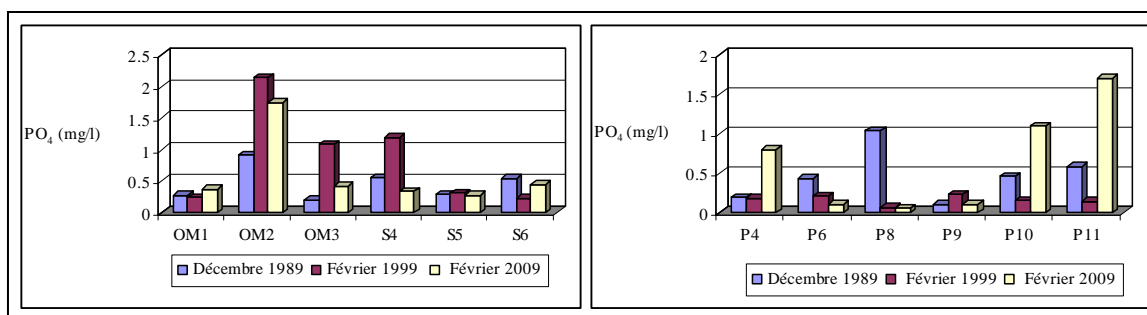 PO4 (mg/l)
2.5
2
1.5
1
0.5
0
OM1 OM2 OM3 S4 S5 S6
Décembre 1989 Février 1999 Février 2009
PO4 (mg/l)
2
1.5
1
0.5
0
P4 P6 P8 P9 P10 P11
Décembre 1989 Février 1999 Février 2009